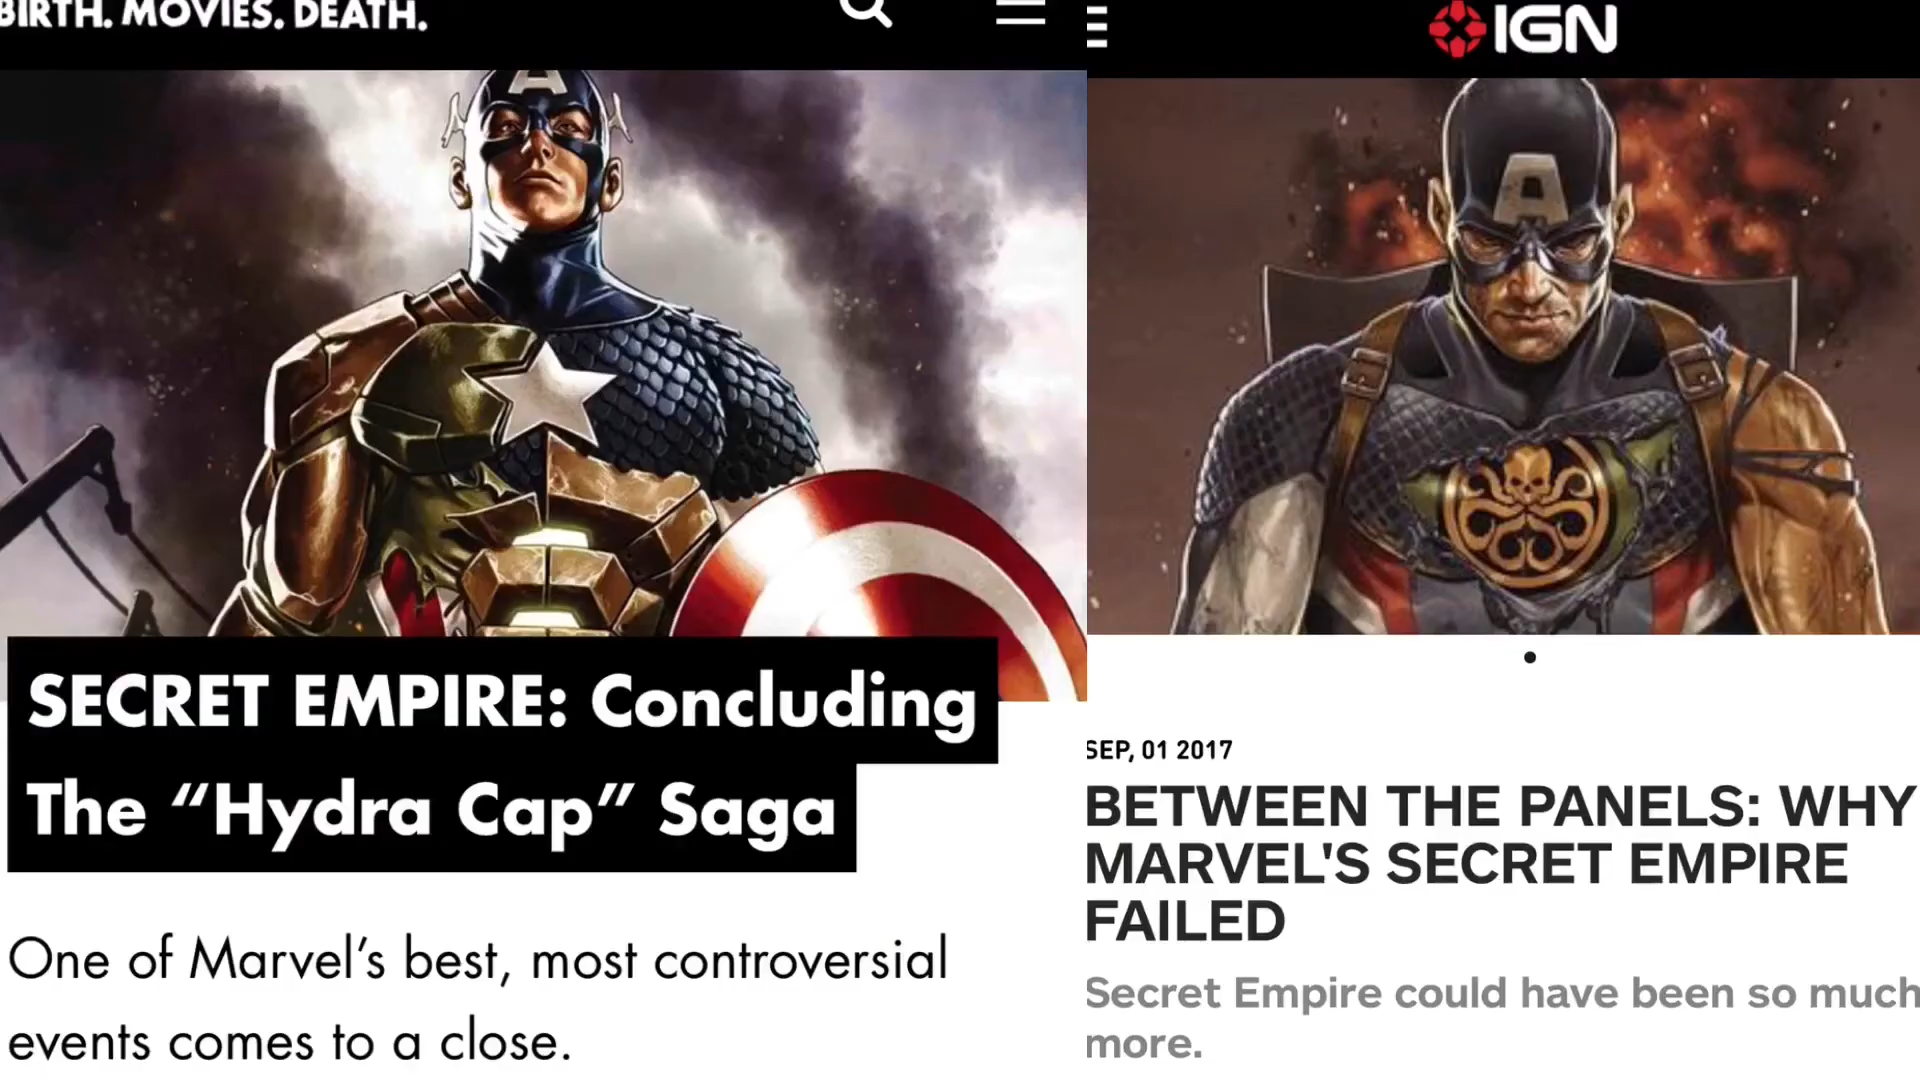 BIRTH. MOVIES. DEATH.
A
SECRET EMPIRE: Concluding
The “Hydra Cap” Saga
One of Marvel’s best, most controversial
events comes to a close.
IGN
A
SEP, 01 2017
BETWEEN THE PANELS: WHY
MARVEL'S SECRET EMPIRE
FAILED
Secret Empire could have been so much
more.